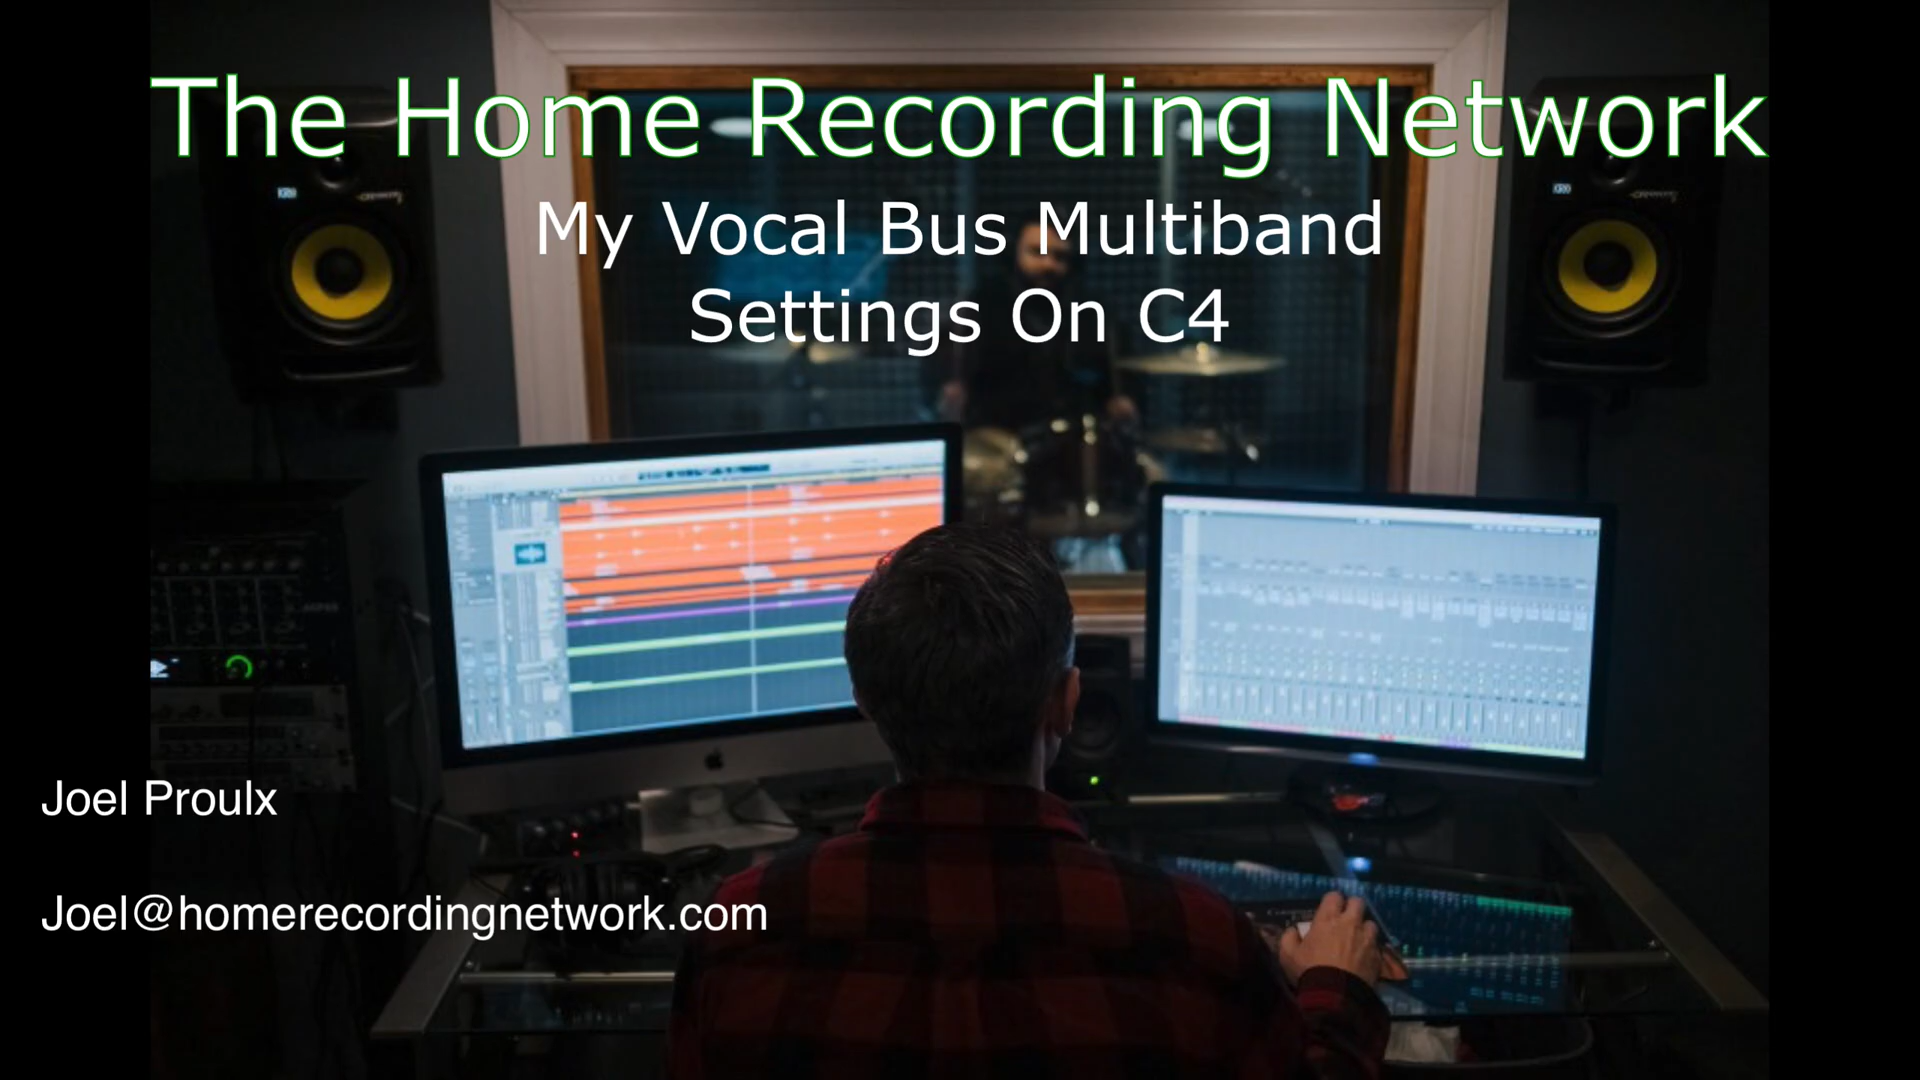 The Home Recording Network
My Vocal Bus Multiband
Settings On C4
Joel Proulx
Joel@homerecordingnetwork.com